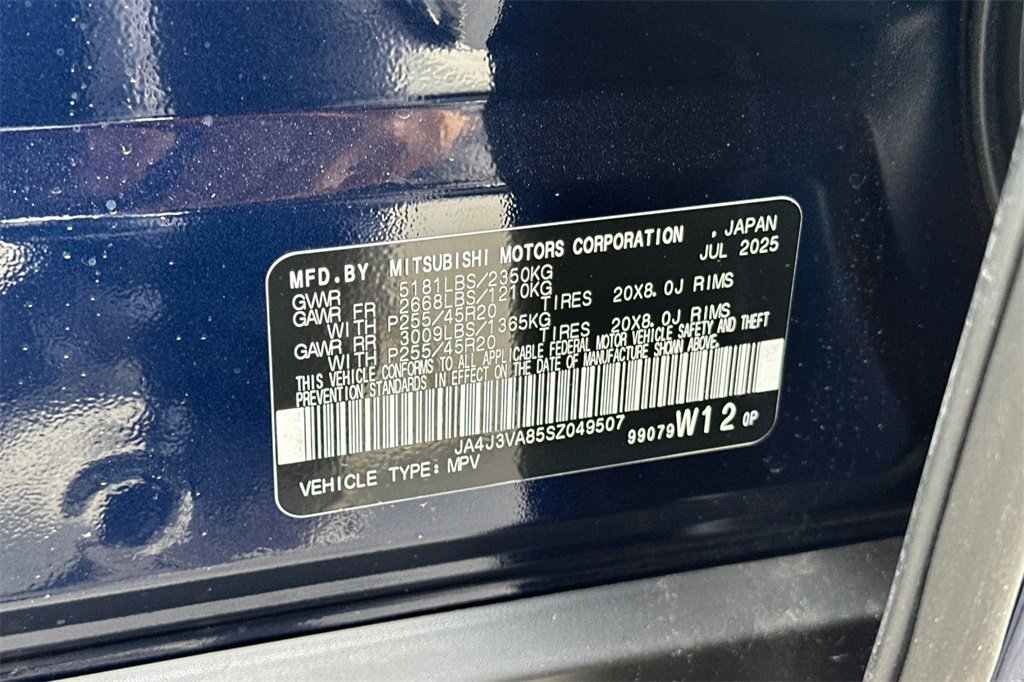 MFD.BY MITSUBISHI MOTORS CORPORATION . JAPAN
GVWR 5181LBS/2350KG JUL 2025
GAWR FR 2668LBS/1210KG
WITH P255/45R20 TIRES 20X8.0J RIMS
GAWR RR 3009LBS/1365KG
WITH P255/45R20 TIRES 20X8.0J RIMS
THIS VEHICLE CONFORMS TO ALL APPLICABLE FEDERAL MOTOR VEHICLE SAFETY AND THEFT
PREVENTION STANDARDS IN EFFECT ON THE DATE OF MANUFACTURE SHOWN ABOVE.
JA4J3VA85SZ049507 99079 W12 0P
VEHICLE TYPE: MPV